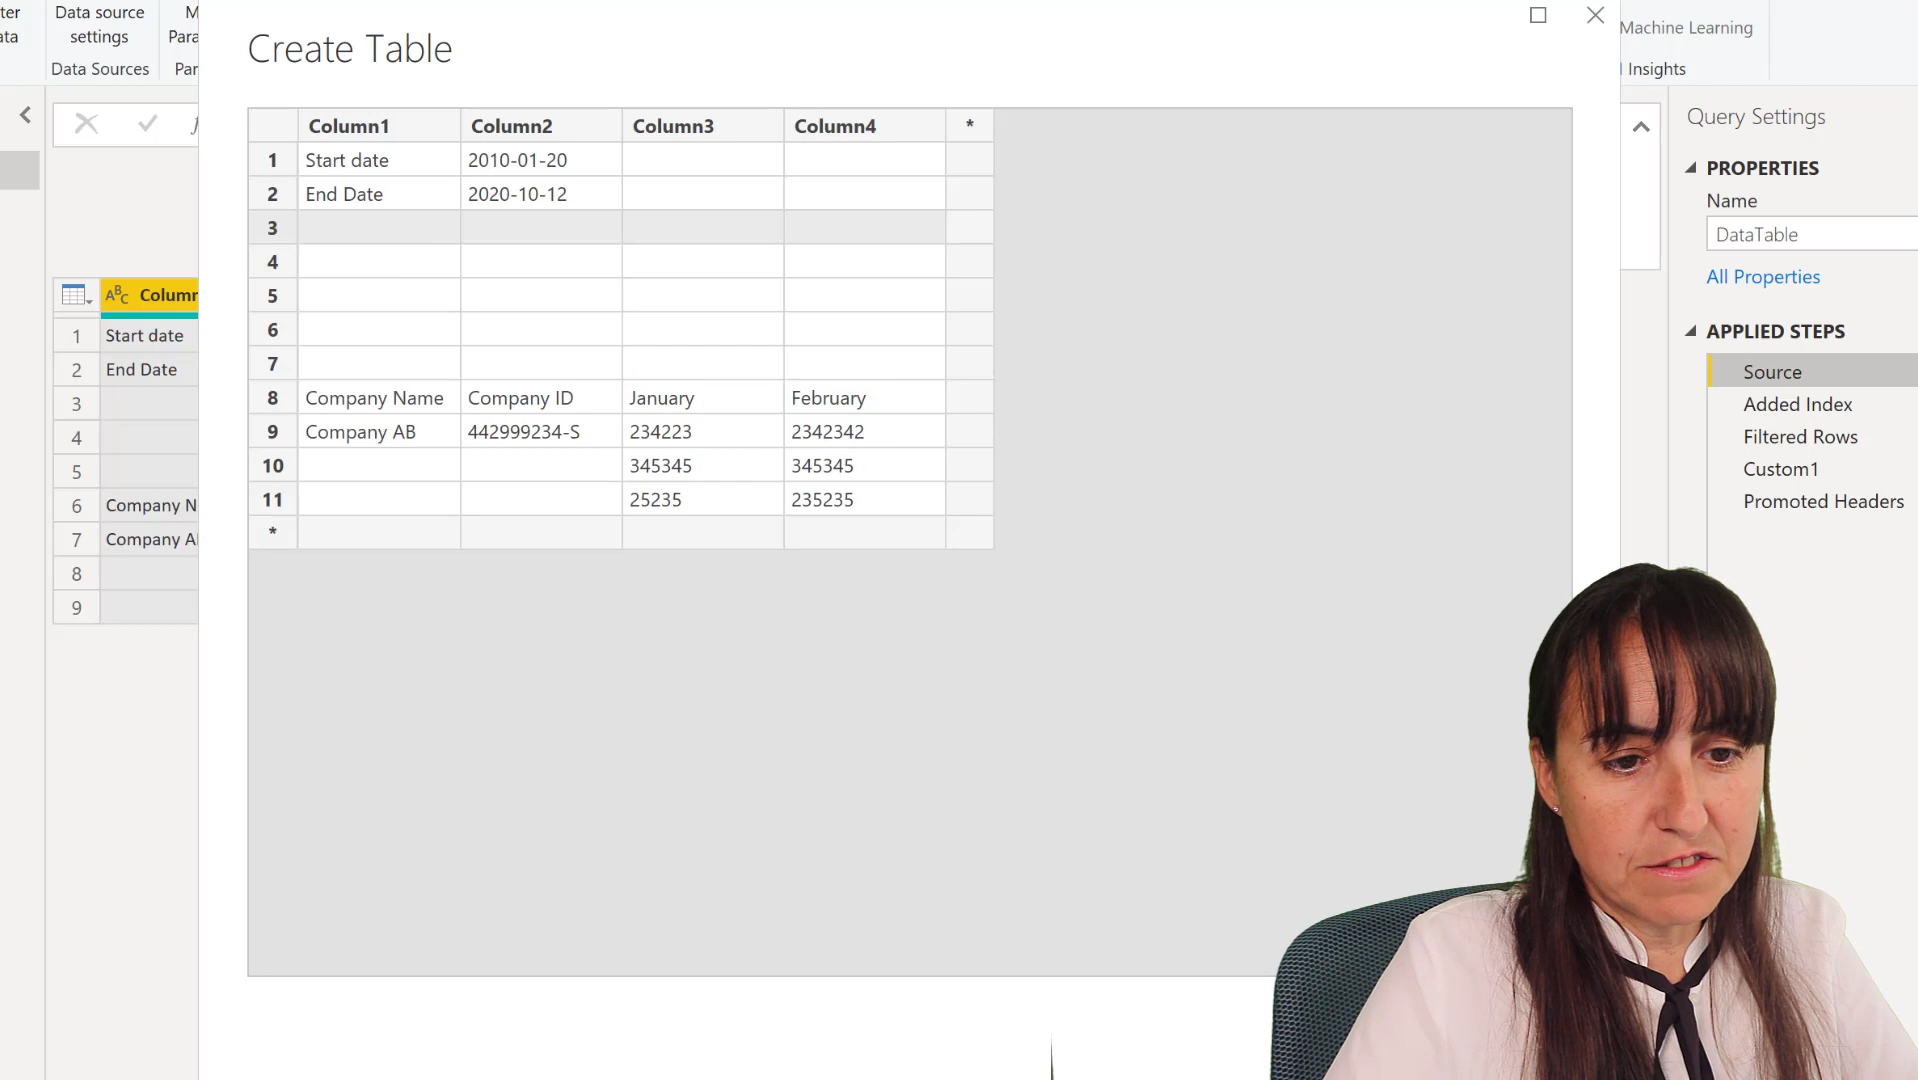 ter
Data source
M
Machine Learning
ata
settings
Para
Data Sources
Par
Insights
Create Table
Query Settings
Column1 Column2 Column3 Column4 *
1 Start date 2010-01-20
2 End Date 2020-10-12
3
4
5
6
7
8 Company Name Company ID January February
9 Company AB 442999234-S 234223 2342342
10 345345 345345
11 25235 235235
*
ABC Column
1 Start date
2 End Date
3
4
5
6 Company N
7 Company A
8
9
PROPERTIES
Name
DataTable
All Properties
APPLIED STEPS
Source
Added Index
Filtered Rows
Custom1
Promoted Headers